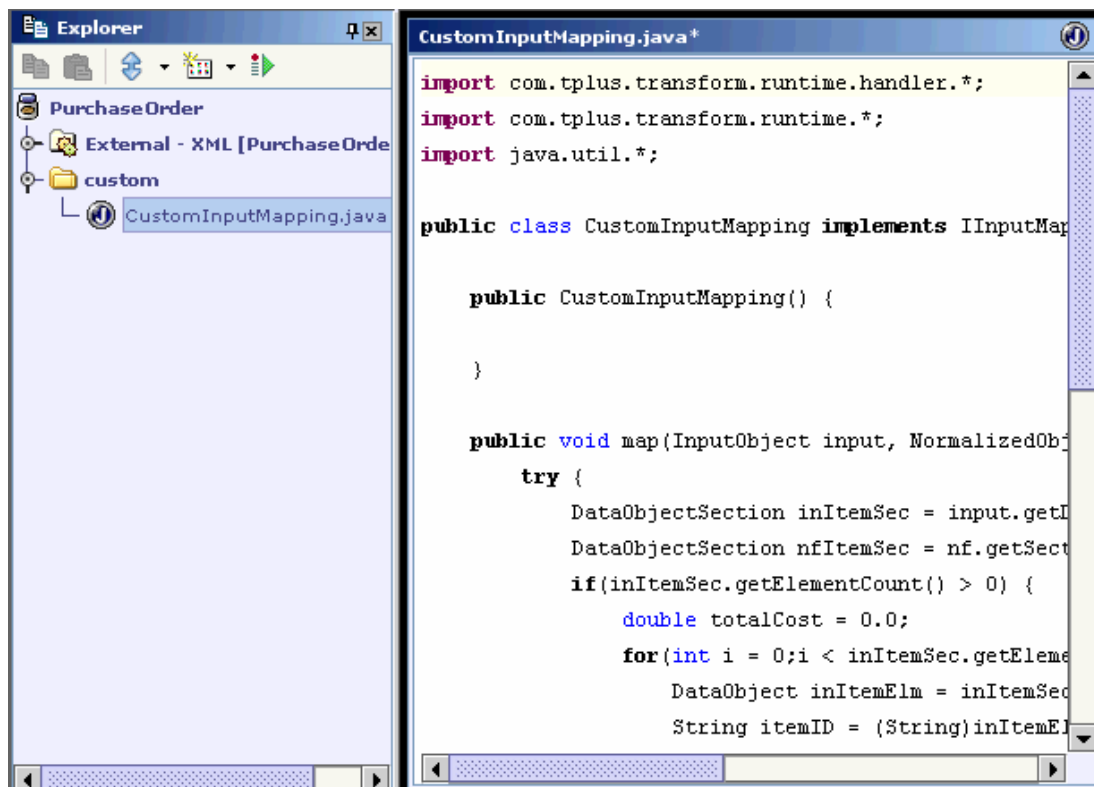 Explorer
PurchaseOrder
External - XML [PurchaseOrde
custom
CustomInputMapping.java
CustomInputMapping.java*
import com.tplus.transform.runtime.handler.*;
import com.tplus.transform.runtime.*;
import java.util.*;
public class CustomInputMapping implements IInputMap
public CustomInputMapping() {
}
public void map(InputObject input, NormalizedObj
try {
DataObjectSection inItemSec = input.getD
DataObjectSection nfItemSec = nf.getSect
if(inItemSec.getElementCount() > 0) {
double totalCost = 0.0;
for(int i = 0;i < inItemSec.getEleme
DataObject inItemElm = inItemSec
String itemID = (String)inItemEl